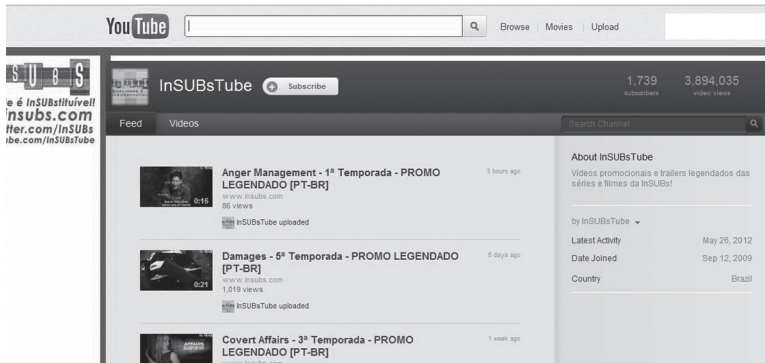 YouTube
Browse
Movies
Upload
S U B S
e é InSUBstituível!
nsubs.com
tter.com/InSUBs
ube.com/InSUBsTube
InSUBsTube
Subscribe
1,739
subscribers
3,894,035
video views
Feed
Videos
Search Channel
Anger Management - 1ª Temporada - PROMO
LEGENDADO [PT-BR]
3 hours ago
www.insubs.com
86 views
0:16
InSUBsTube uploaded
Damages - 5ª Temporada - PROMO LEGENDADO
[PT-BR]
6 days ago
www.insubs.com
1,019 views
0:21
InSUBsTube uploaded
Covert Affairs - 3ª Temporada - PROMO
LEGENDADO [PT-BR]
1 week ago
www.insubs.com
About InSUBsTube
Vídeos promocionais e trailers legendados das
séries e filmes da InSUBs!
by InSUBsTube
Latest Activity May 26, 2012
Date Joined Sep 12, 2009
Country Brazil